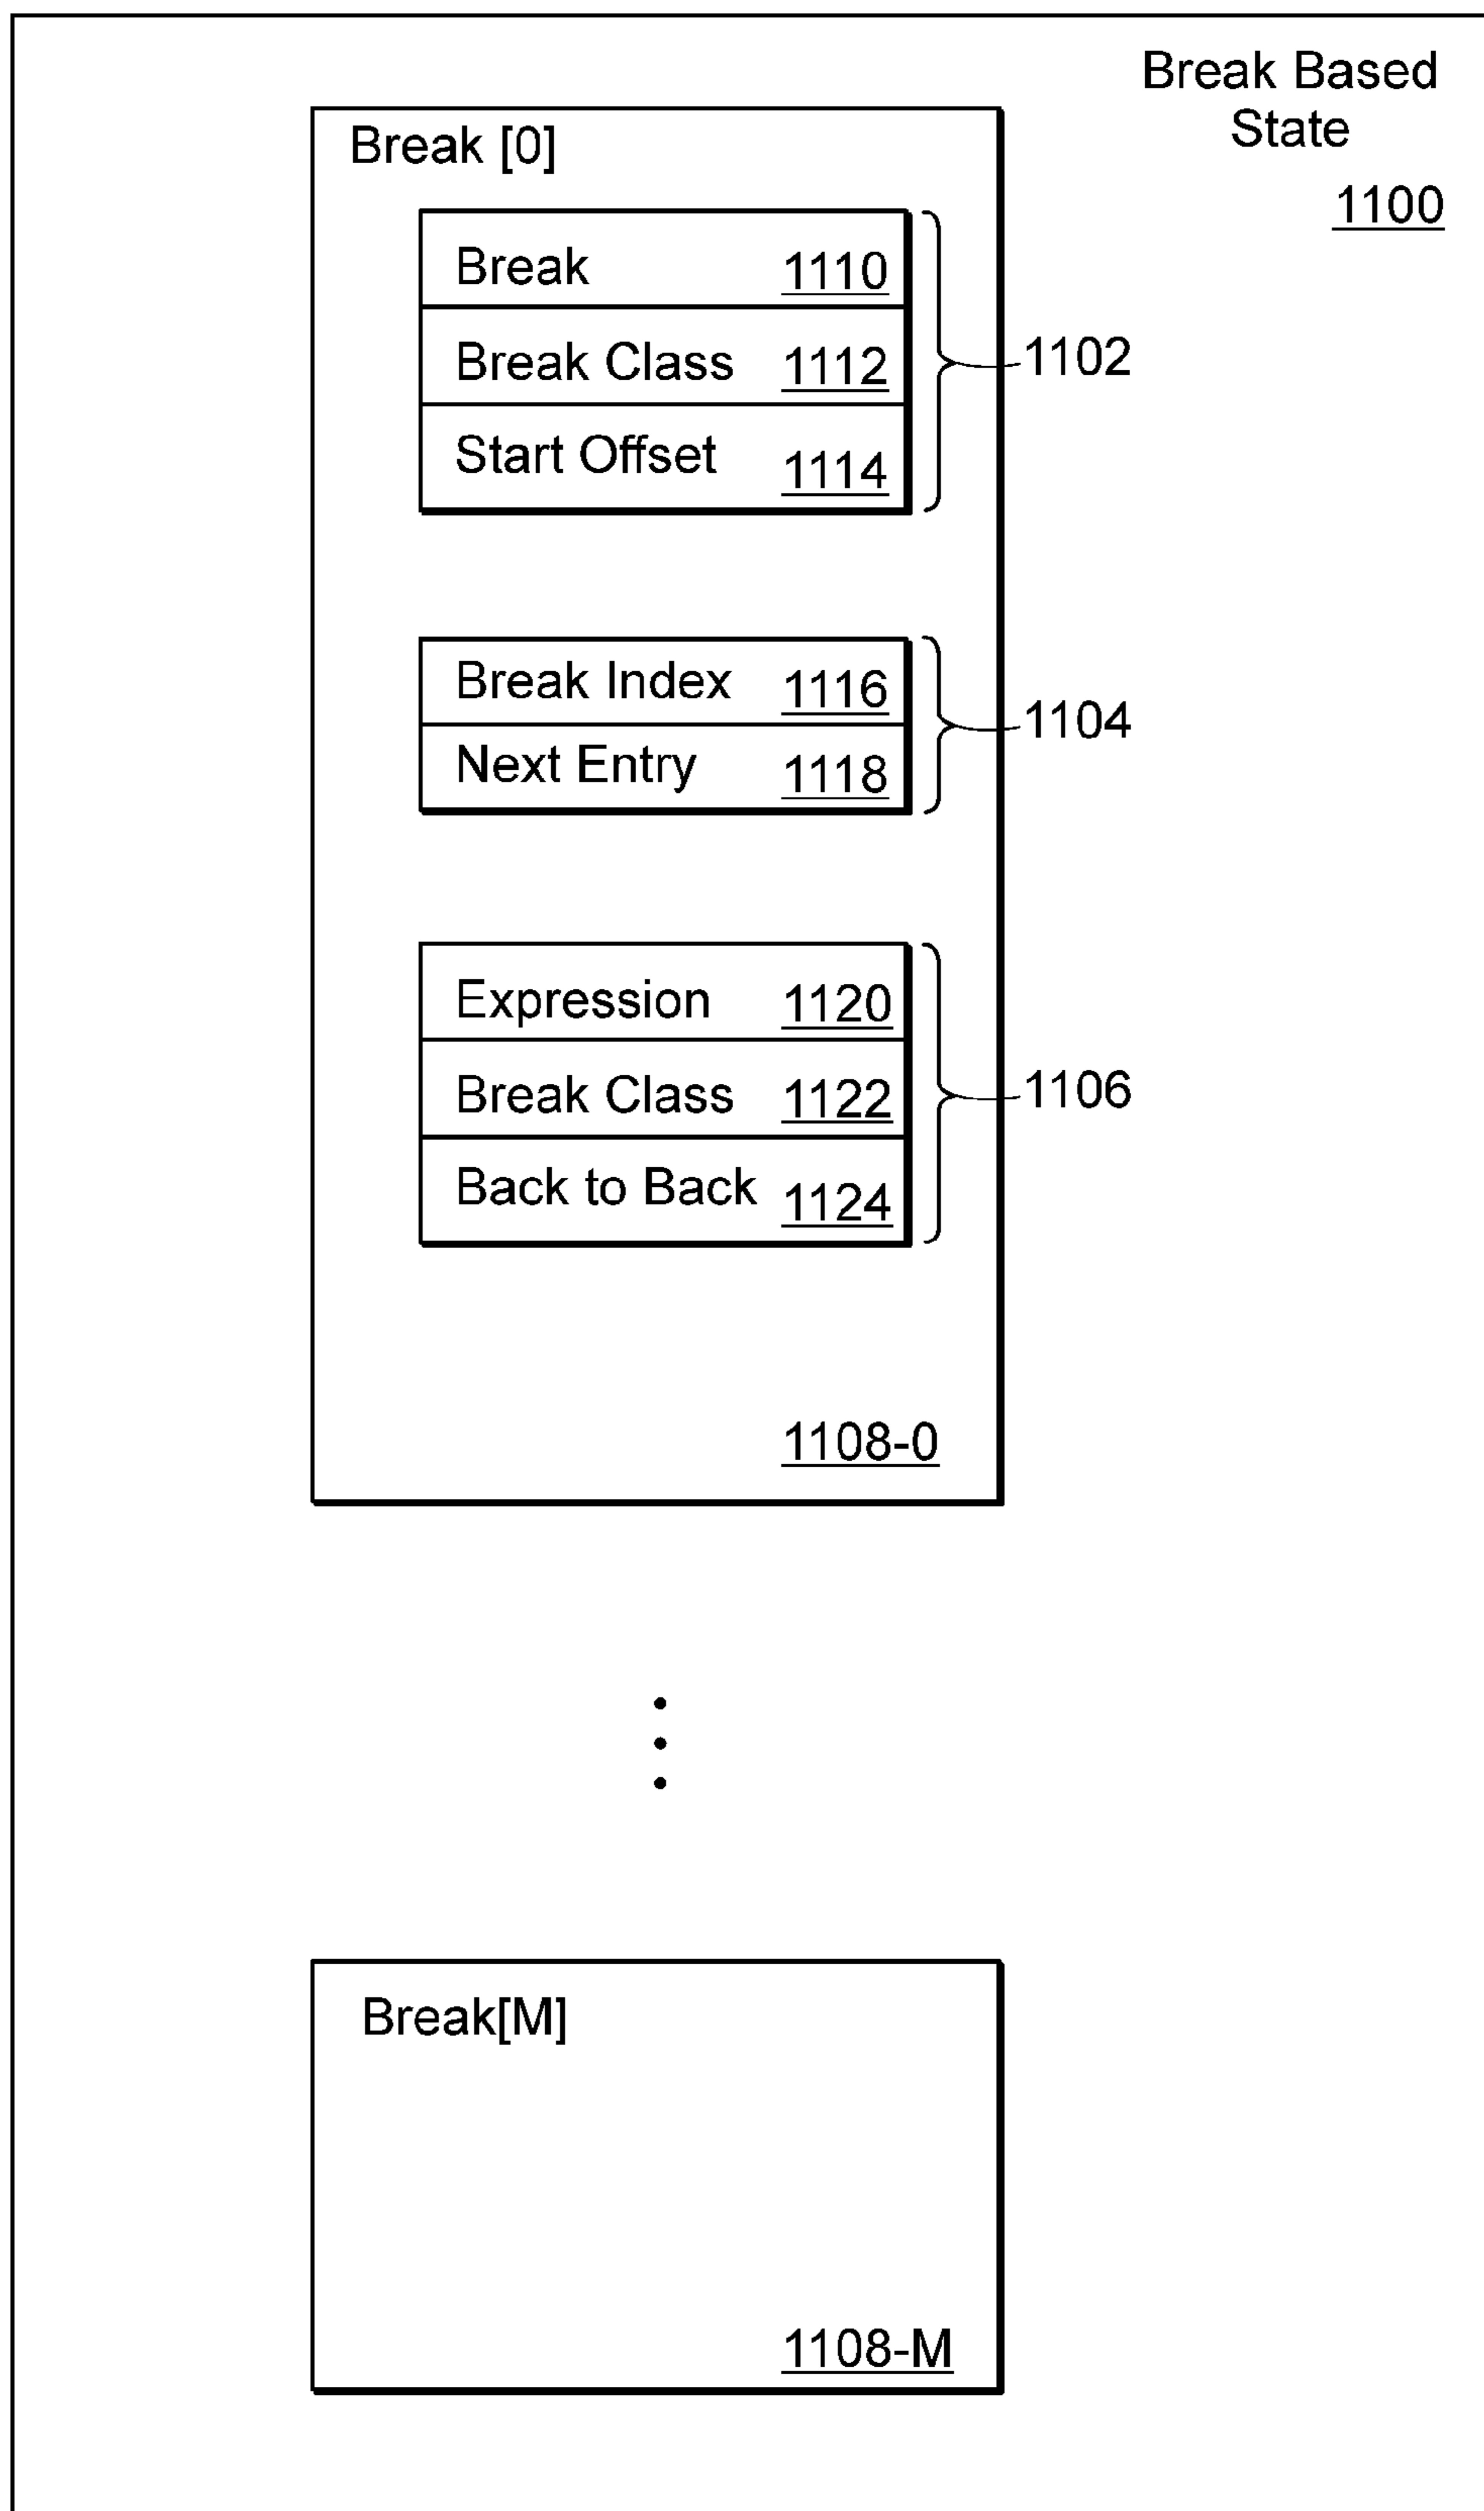 Break Based
State
1100
Break [0]
Break 1110
Break Class 1112
Start Offset 1114
1102
Break Index 1116
Next Entry 1118
1104
Expression 1120
Break Class 1122
Back to Back 1124
1106
1108-0
Break[M]
1108-M